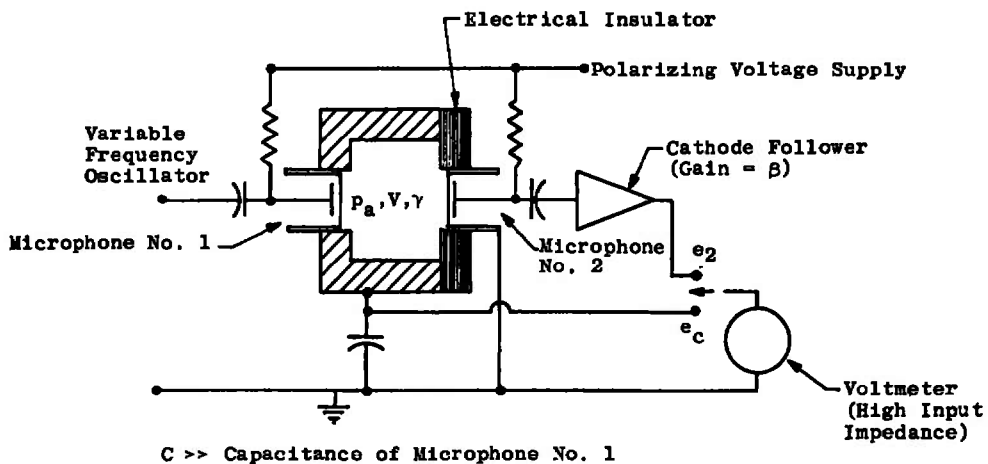 Electrical Insulator
Polarizing Voltage Supply
Variable
Frequency
Oscillator
Cathode Follower
(Gain = β)
pa,V,γ
Microphone No. 1
Microphone
No. 2
e2
ec
Voltmeter
(High Input
Impedance)
C >> Capacitance of Microphone No. 1